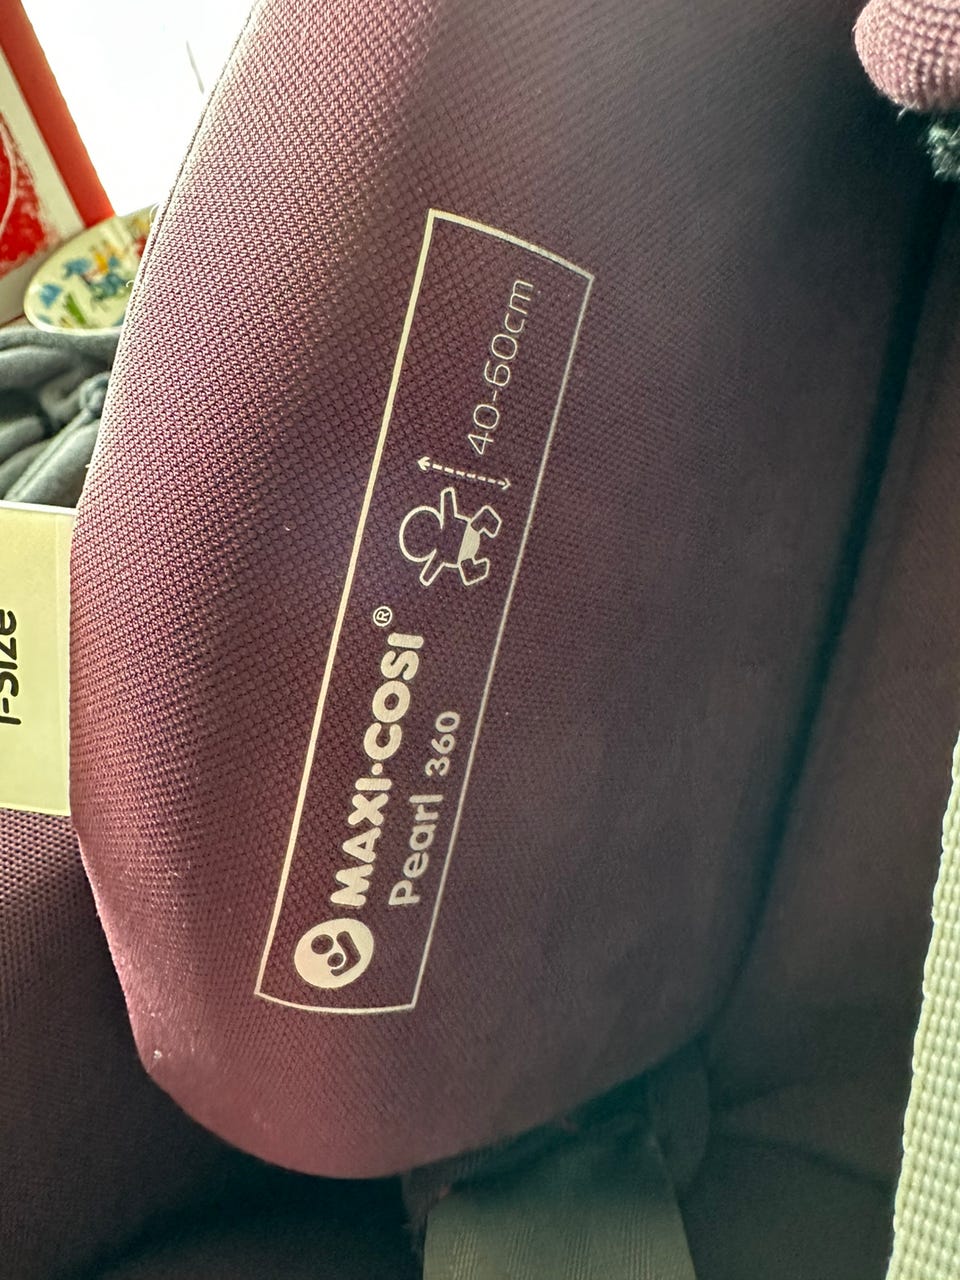 MAXI·COSI®
Pearl 360
40-60cm
i-Size